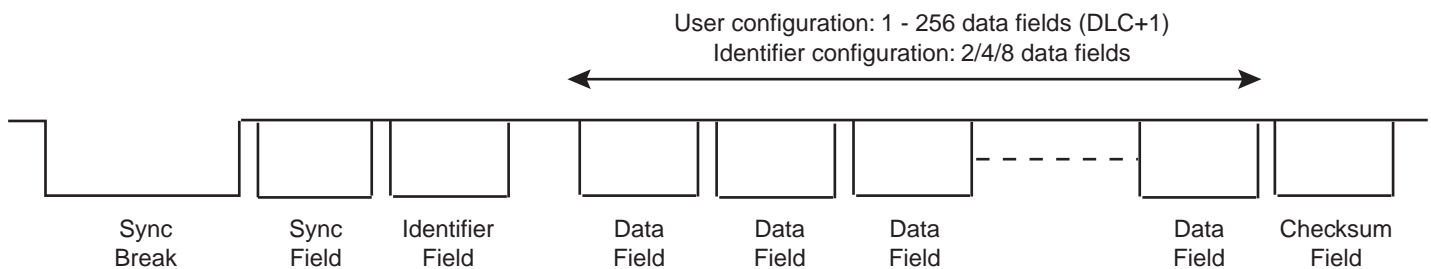 User configuration: 1 - 256 data fields (DLC+1)
Identifier configuration: 2/4/8 data fields
Sync
Break
Sync
Field
Identifier
Field
Data
Field
Data
Field
Data
Field
Data
Field
Checksum
Field